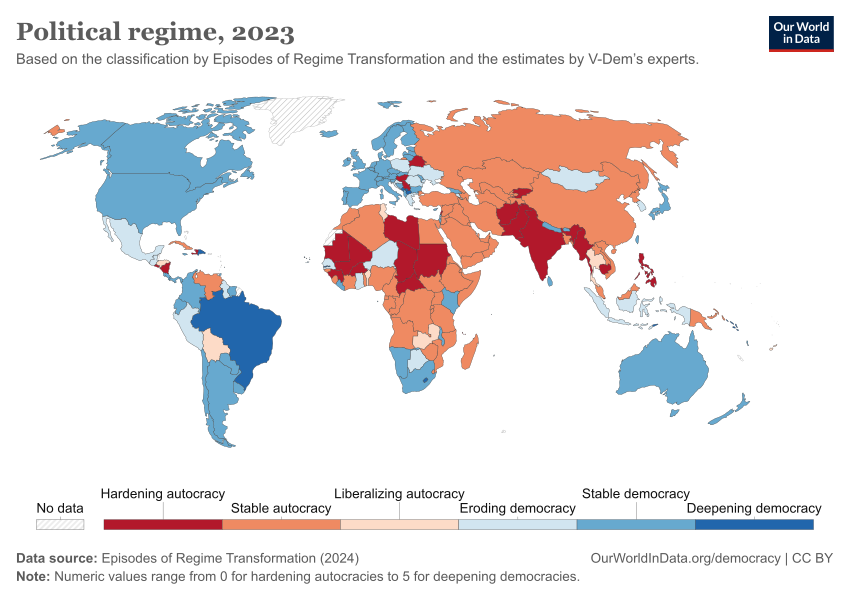 Political regime, 2023
Our World
in Data
Based on the classification by Episodes of Regime Transformation and the estimates by V-Dem's experts.
Hardening autocracy
Liberalizing autocracy
Stable democracy
No data
Stable autocracy
Eroding democracy
Deepening democracy
Data source: Episodes of Regime Transformation (2024)
OurWorldinData.org/democracy | CC BY
Note: Numeric values range from 0 for hardening autocracies to 5 for deepening democracies.